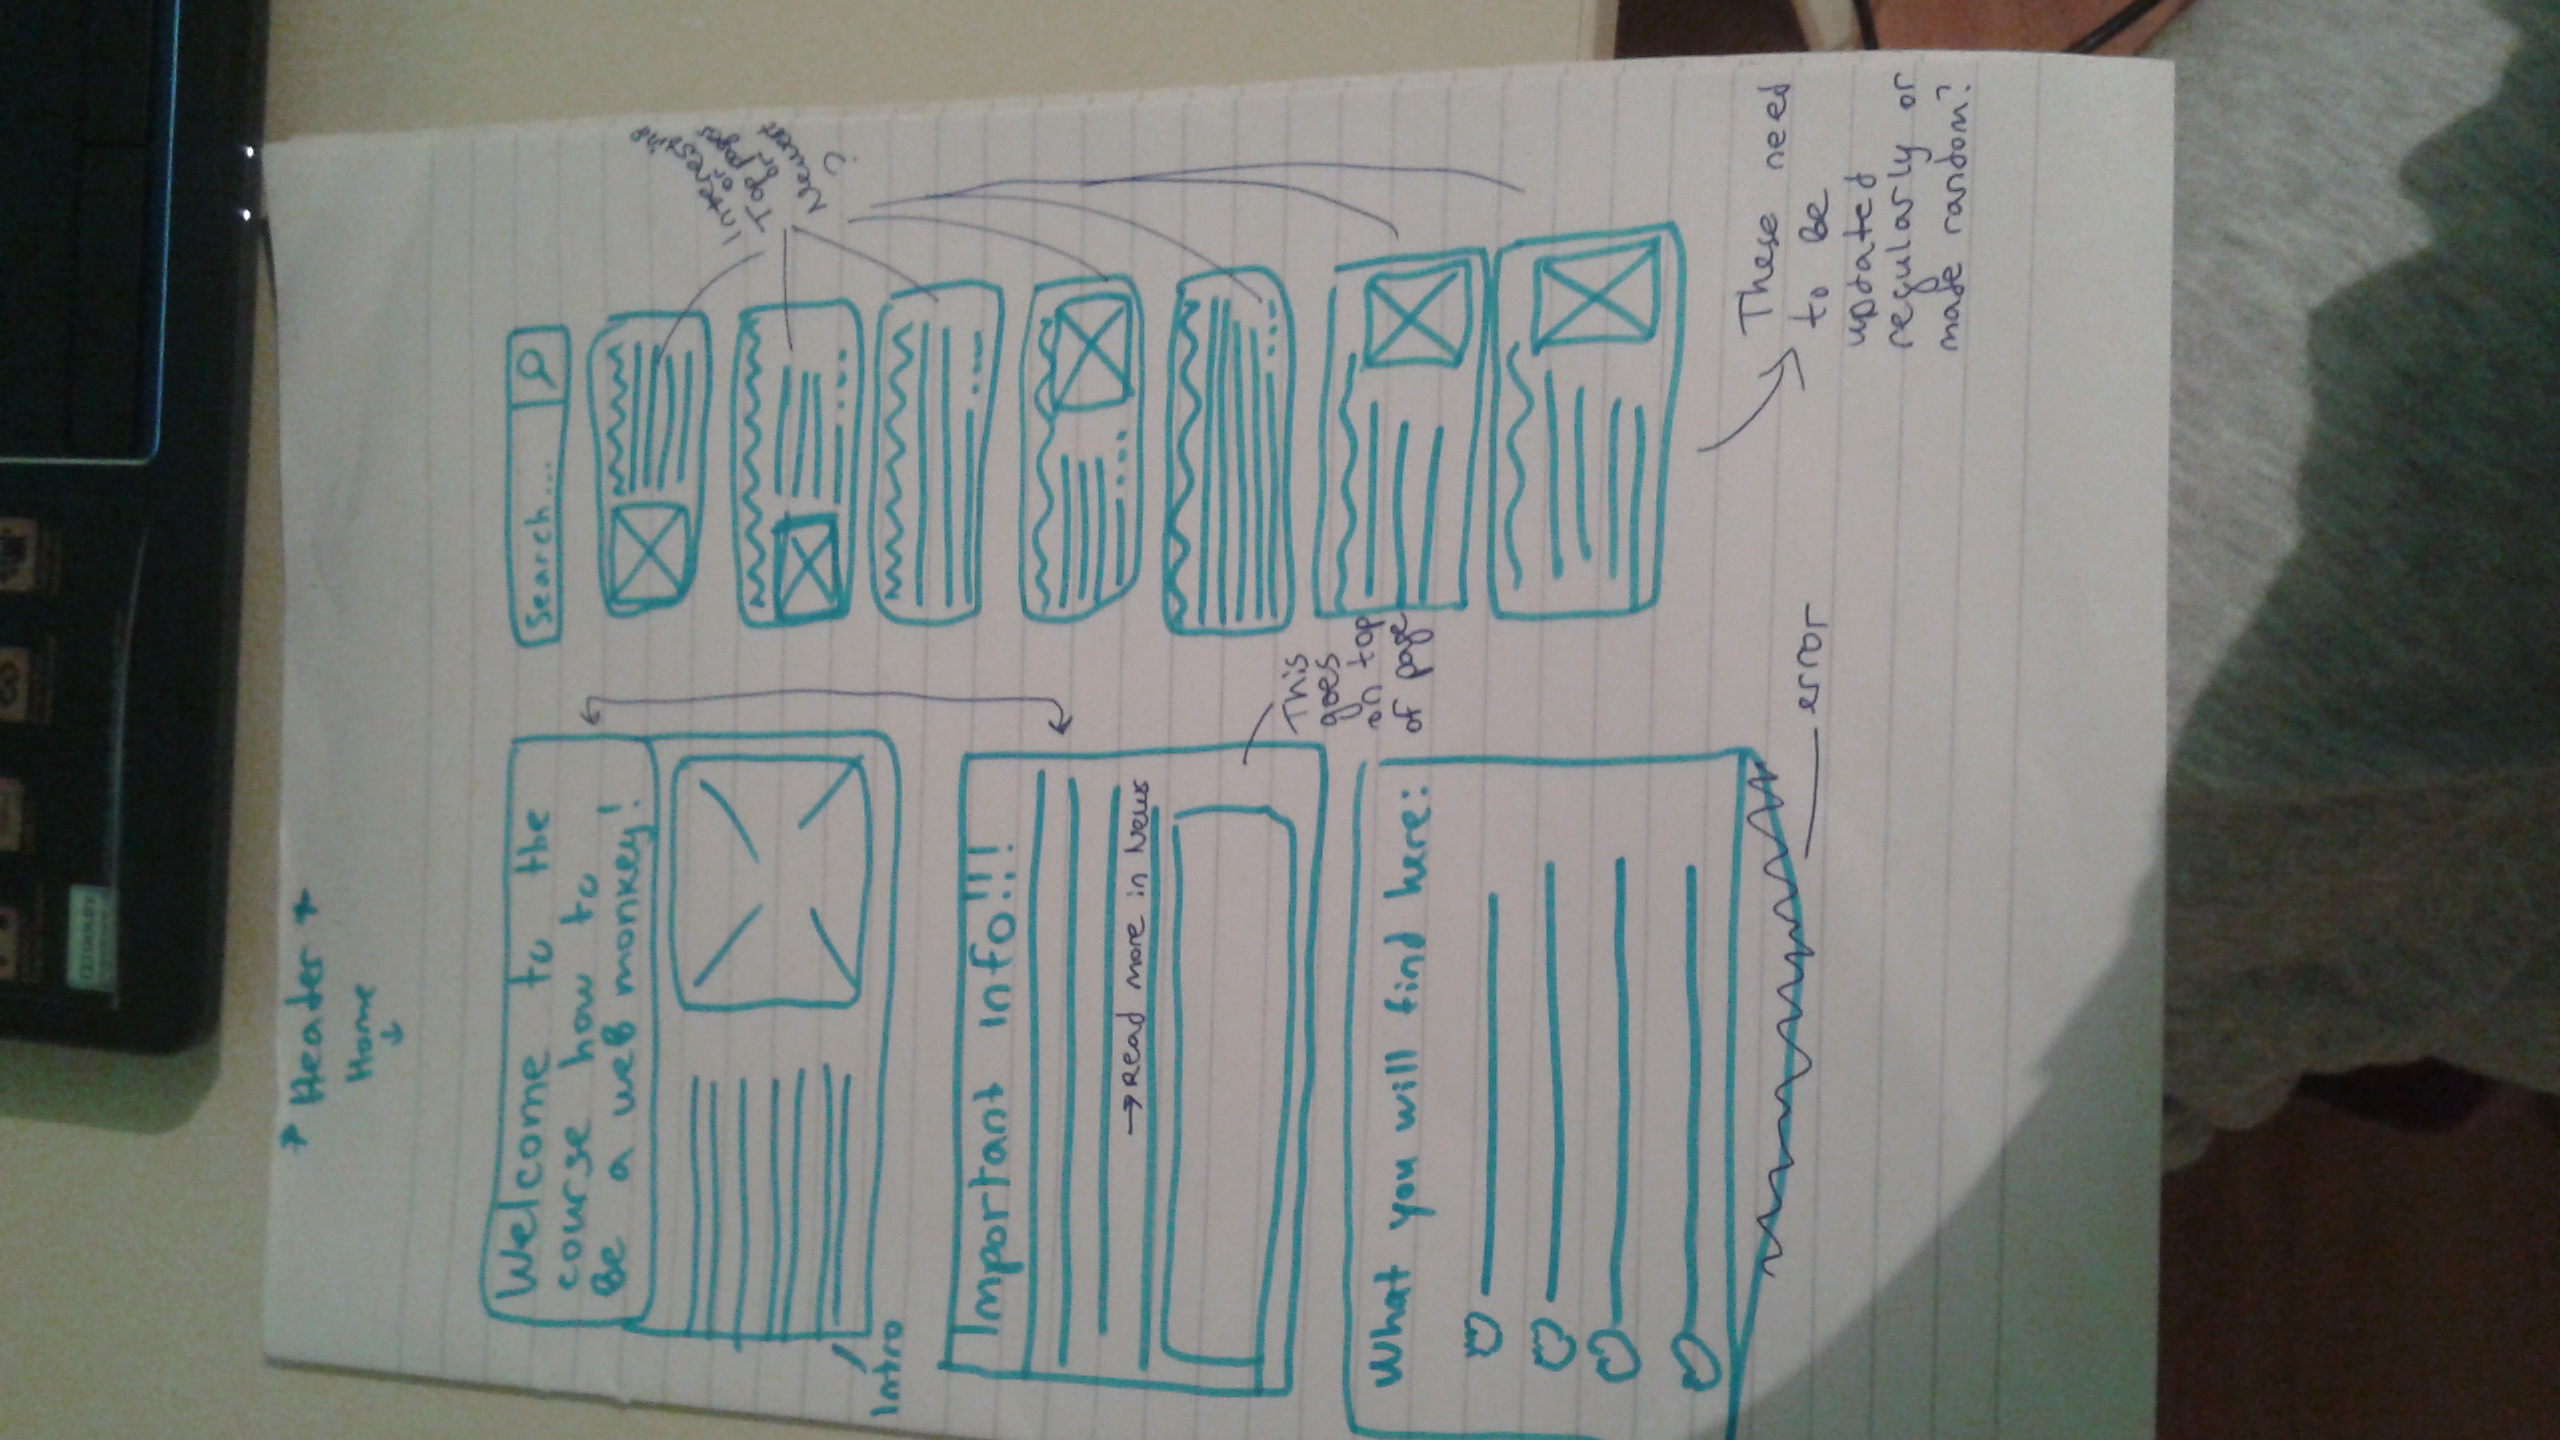 Header
Home
Welcome to the
course how to
Be a web monkey!
Intro
Important info!!!
→ Read more in News
This
goes
on top
of page
What you will find here:
error
Search...
Interesting
or
Top pages
or
Newest
:)
These need
to be
updated
regularly or
made random?